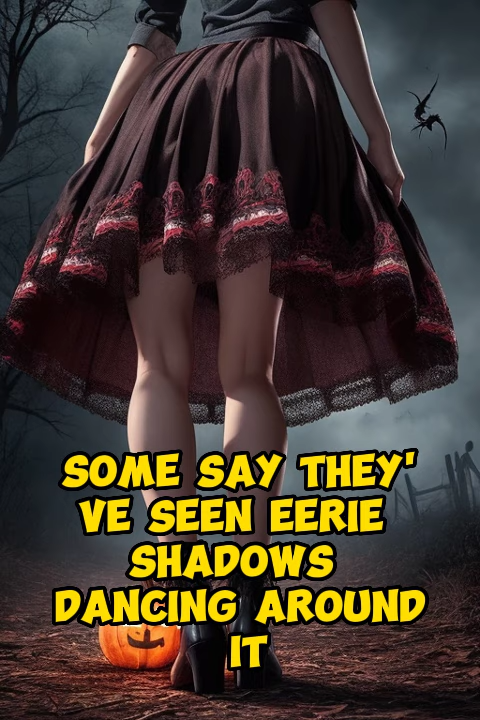 SOME SAY THEY'
VE SEEN EERIE
SHADOWS
DANCING AROUND
IT